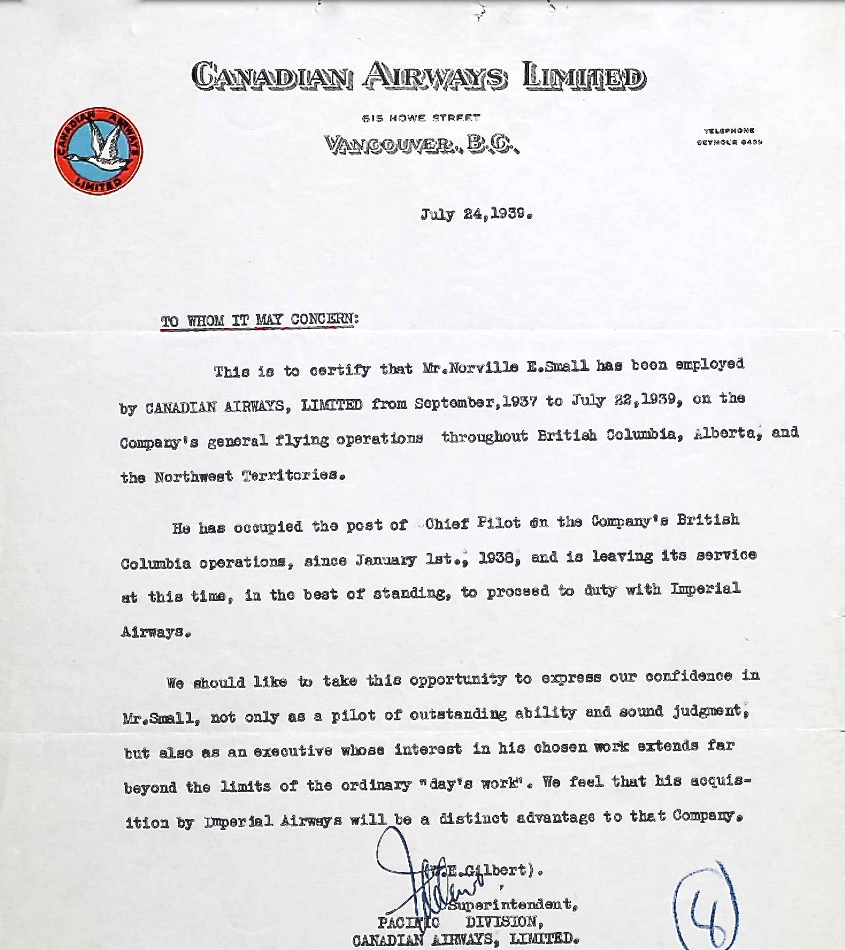 CANADIAN AIRWAYS LIMITED
615 HOWE STREET
VANCOUVER, B.C.
CANADIAN AIRWAYS
LIMITED
TELEPHONE
SEYMOUR 6435
July 24,1939.
TO WHOM IT MAY CONCERN:
This is to certify that Mr.Norville E.Small has been employed
by CANADIAN AIRWAYS, LIMITED from September,1937 to July 22,1939, on the
Company's general flying operations throughout British Columbia, Alberta, and
the Northwest Territories.
He has occupied the post of Chief Pilot on the Company's British
Columbia operations, since January 1st., 1938, and is leaving its service
at this time, in the best of standing, to proceed to duty with Imperial
Airways.
We should like to take this opportunity to express our confidence in
Mr.Small, not only as a pilot of outstanding ability and sound judgment,
but also as an executive whose interest in his chosen work extends far
beyond the limits of the ordinary "day's work". We feel that his acquis-
ition by Imperial Airways will be a distinct advantage to that Company.
E.Gilbert).
Superintendent,
PACIFIC DIVISION,
CANADIAN AIRWAYS, LIMITED.